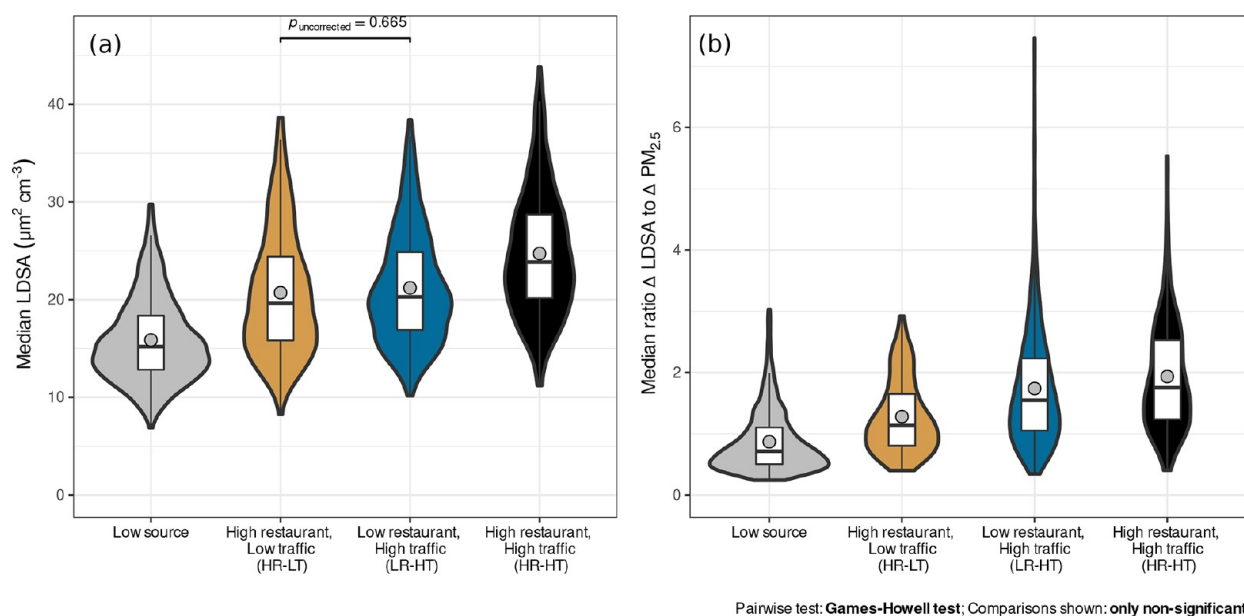 p uncorrected = 0.665
(a)
Median LDSA (μm² cm⁻³)
40
30
20
10
0
Low source
High restaurant,
Low traffic
(HR-LT)
Low restaurant,
High traffic
(LR-HT)
High restaurant,
High traffic
(HR-HT)
(b)
Median ratio Δ LDSA to Δ PM₂.₅
6
4
2
0
Low source
High restaurant,
Low traffic
(HR-LT)
Low restaurant,
High traffic
(LR-HT)
High restaurant,
High traffic
(HR-HT)
Pairwise test: Games-Howell test; Comparisons shown: only non-significant